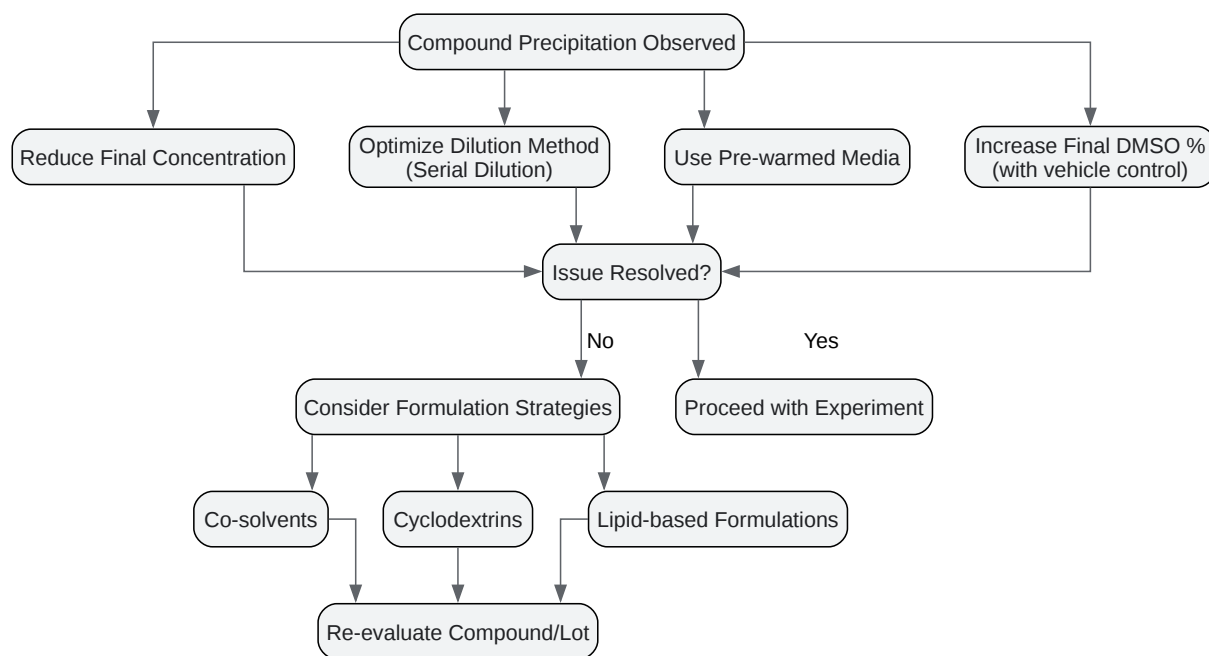 Compound Precipitation Observed
Reduce Final Concentration
Optimize Dilution Method
(Serial Dilution)
Use Pre-warmed Media
Increase Final DMSO %
(with vehicle control)
Issue Resolved?
No
Yes
Consider Formulation Strategies
Proceed with Experiment
Co-solvents
Cyclodextrins
Lipid-based Formulations
Re-evaluate Compound/Lot